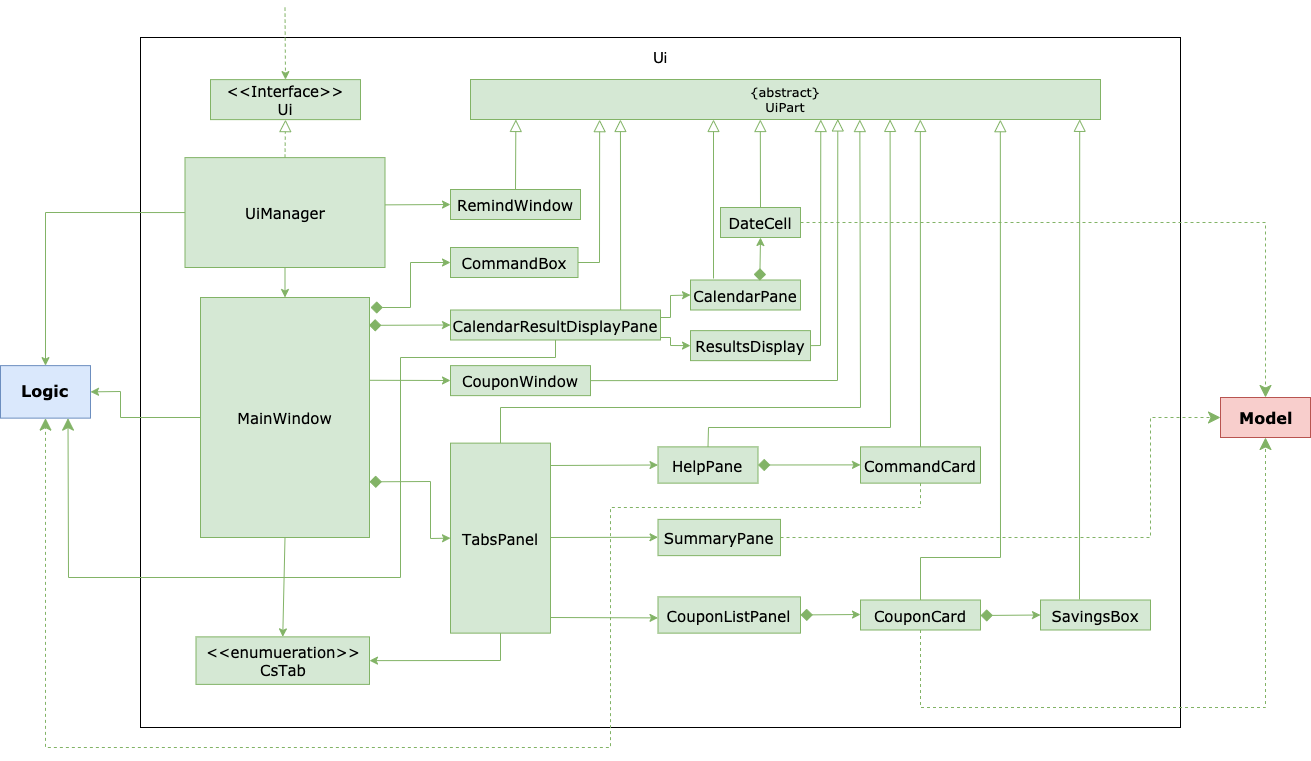 Ui
<<Interface>>
Ui
{abstract}
UiPart
UiManager
RemindWindow
DateCell
CommandBox
CalendarPane
CalendarResultDisplayPane
ResultsDisplay
CouponWindow
Logic
MainWindow
Model
HelpPane
CommandCard
TabsPanel
SummaryPane
CouponListPanel
CouponCard
SavingsBox
<<enumueration>>
CsTab